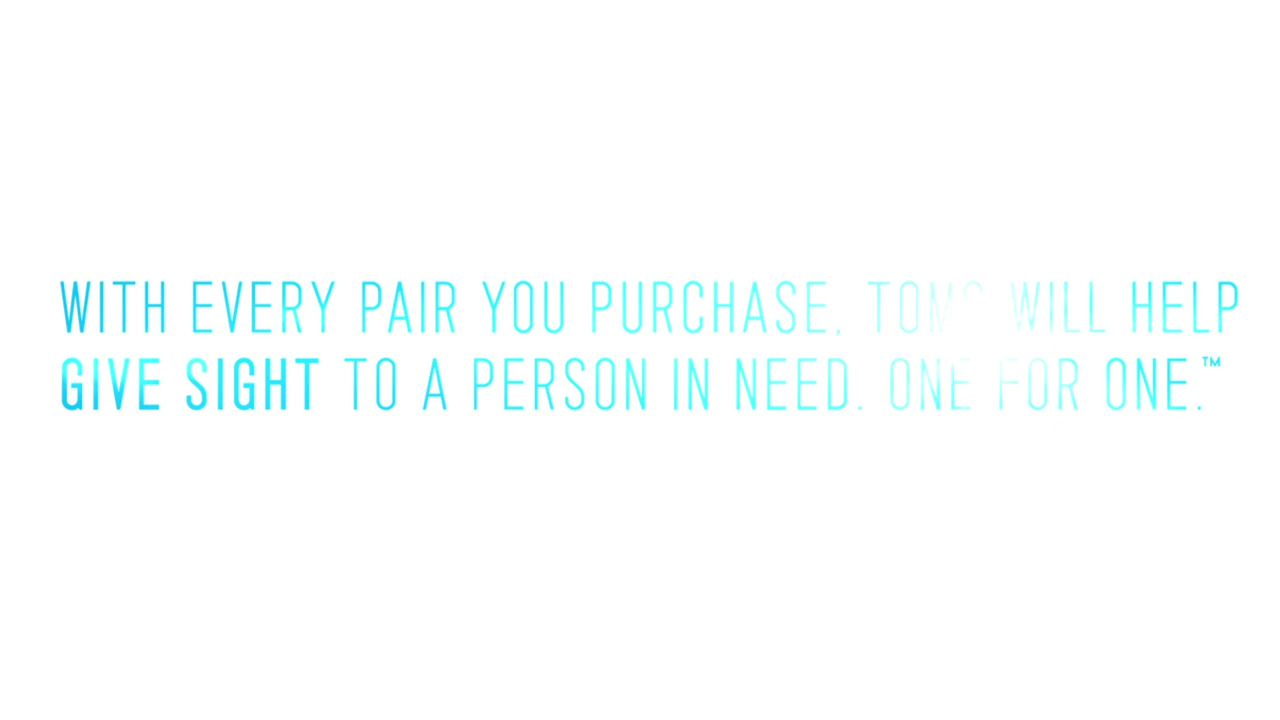 WITH EVERY PAIR YOU PURCHASE, TOMS WILL HELP
GIVE SIGHT TO A PERSON IN NEED. ONE FOR ONE.™